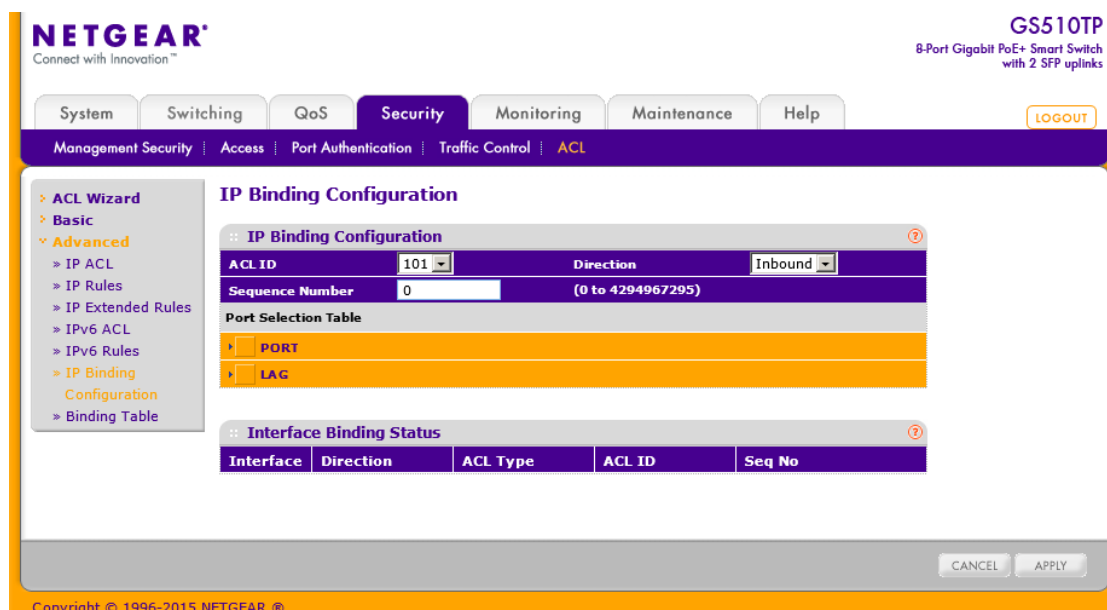 NETGEAR®
Connect with Innovation™
GS510TP
8-Port Gigabit PoE+ Smart Switch
with 2 SFP uplinks
System Switching QoS Security Monitoring Maintenance Help LOGOUT
Management Security Access Port Authentication Traffic Control ACL
ACL Wizard
Basic
Advanced
» IP ACL
» IP Rules
» IP Extended Rules
» IPv6 ACL
» IPv6 Rules
» IP Binding
Configuration
» Binding Table
IP Binding Configuration
IP Binding Configuration ?
ACL ID 101 Direction Inbound
Sequence Number 0 (0 to 4294967295)
Port Selection Table
PORT
LAG
Interface Binding Status ?
Interface Direction ACL Type ACL ID Seq No
CANCEL APPLY
Copyright © 1996-2015 NETGEAR ®